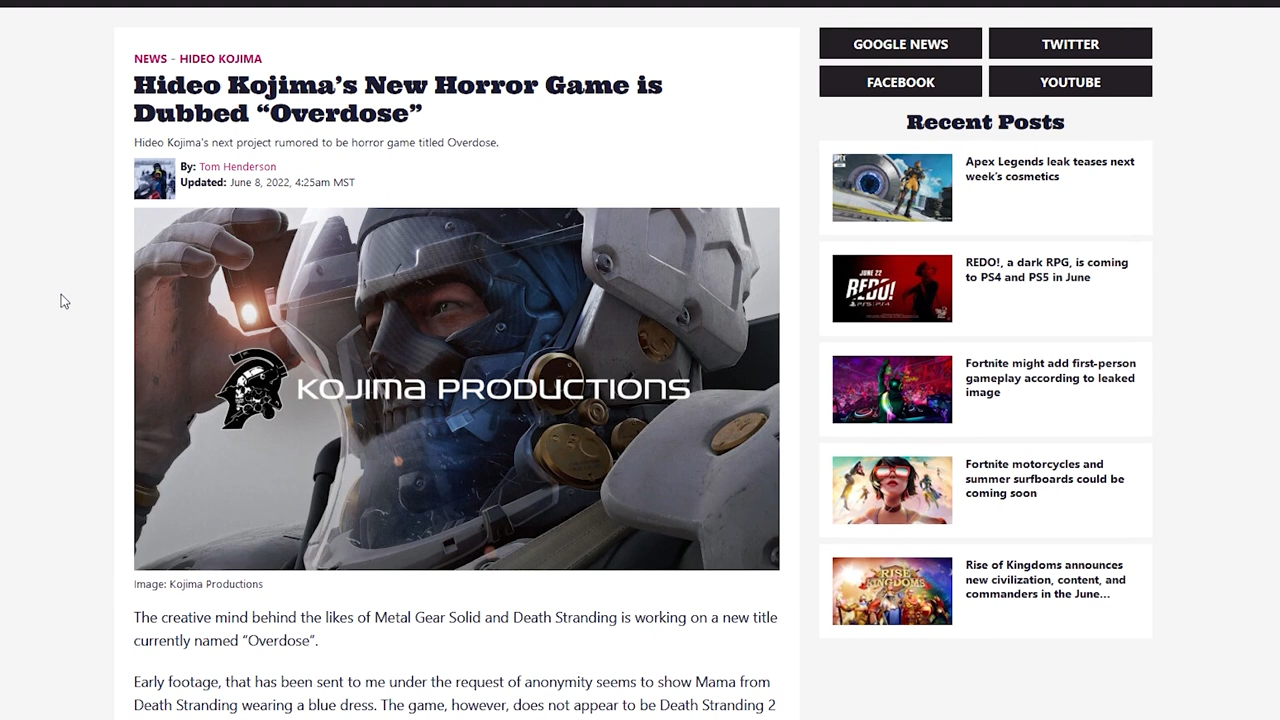 NEWS - HIDEO KOJIMA
Hideo Kojima's New Horror Game is
Dubbed “Overdose”
Hideo Kojima's next project rumored to be horror game titled Overdose.
By: Tom Henderson
Updated: June 8, 2022, 4:25am MST
KOJIMA PRODUCTIONS
Image: Kojima Productions
The creative mind behind the likes of Metal Gear Solid and Death Stranding is working on a new title
currently named “Overdose”.
Early footage, that has been sent to me under the request of anonymity seems to show Mama from
Death Stranding wearing a blue dress. The game, however, does not appear to be Death Stranding 2
GOOGLE NEWS
TWITTER
FACEBOOK
YOUTUBE
Recent Posts
Apex Legends leak teases next
week's cosmetics
JUNE 22
REDO!
REDO!, a dark RPG, is coming
to PS4 and PS5 in June
Fortnite might add first-person
gameplay according to leaked
image
Fortnite motorcycles and
summer surfboards could be
coming soon
RISE OF
KINGDOMS
Rise of Kingdoms announces
new civilization, content, and
commanders in the June...